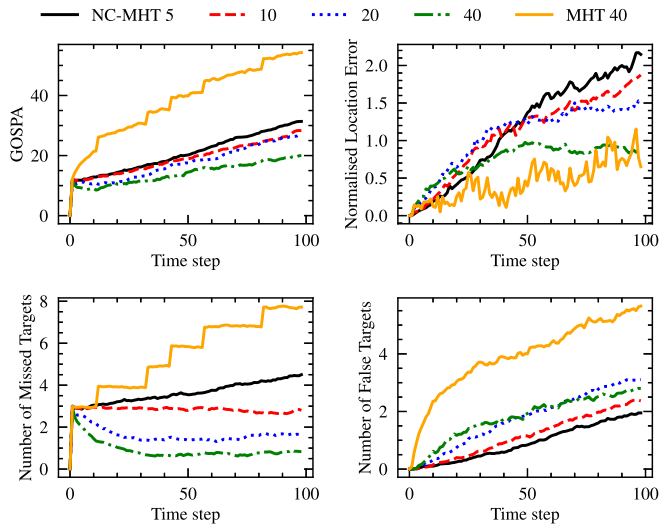 NC-MHT 5 10 20 40 MHT 40
GOSPA
40
20
0
0 50 100
Time step
Normalised Location Error
2.0
1.5
1.0
0.5
0.0
0 50 100
Time step
Number of Missed Targets
8
6
4
2
0
0 50 100
Time step
Number of False Targets
4
2
0
0 50 100
Time step